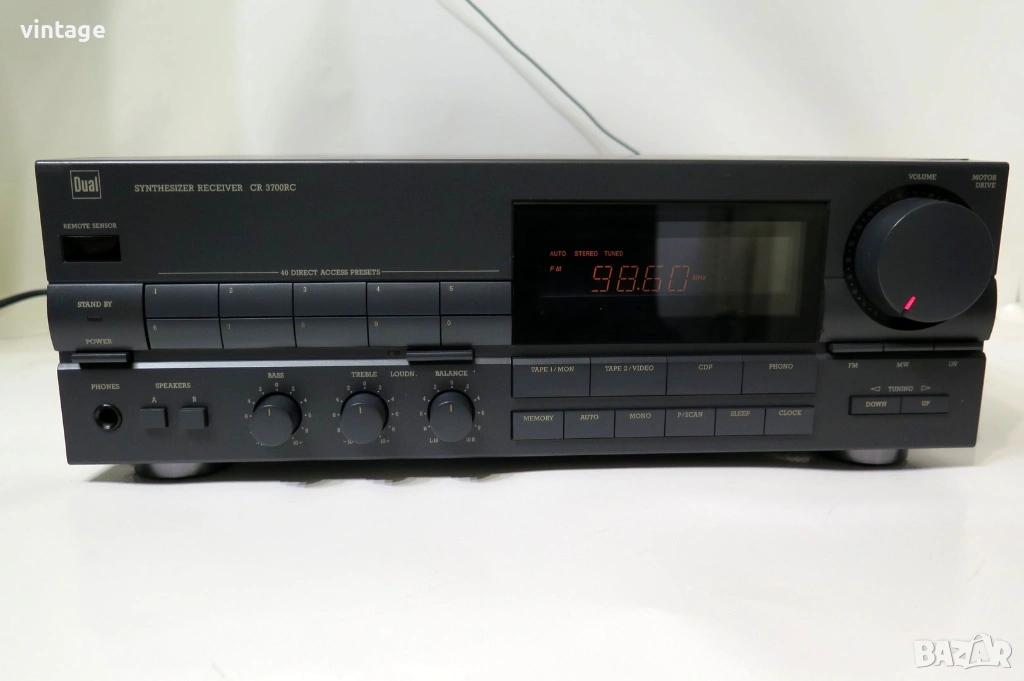 vintage
Dual
SYNTHESIZER RECEIVER CR 3700RC
VOLUME
MOTOR
DRIVE
REMOTE SENSOR
40 DIRECT ACCESS PRESETS
AUTO STEREO TUNED
FM 98.60 MHz
STAND BY
1 2 3 4 5
POWER
6 7 8 9 0
FM MW
TAPE 1/MON TAPE 2/VIDEO CDP PHONO
TUNING
DOWN UP
PHONES
SPEAKERS
A B
BASS
TREBLE
LOUDN.
BALANCE
MEMORY AUTO MONO P/SCAN SLEEP CLOCK
BAZAR